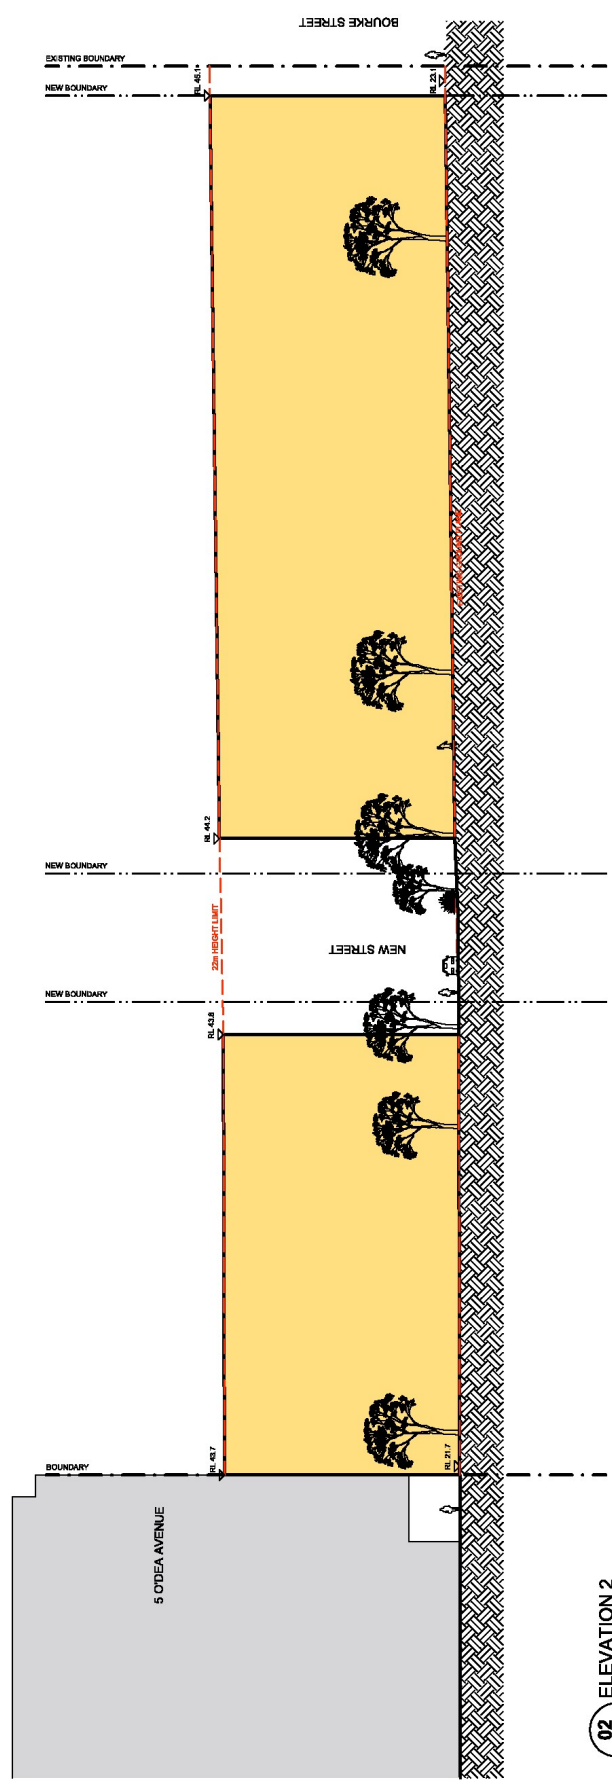 BOURKE STREET
EXISTING BOUNDARY
RL 45.1
RL 23.1
NEW BOUNDARY
RL 44.2
NEW BOUNDARY
22m HEIGHT LIMIT
NEW STREET
NEW BOUNDARY
RL 43.8
BOUNDARY
RL 43.7
RL 21.7
5 O'DEA AVENUE
02 ELEVATION 2